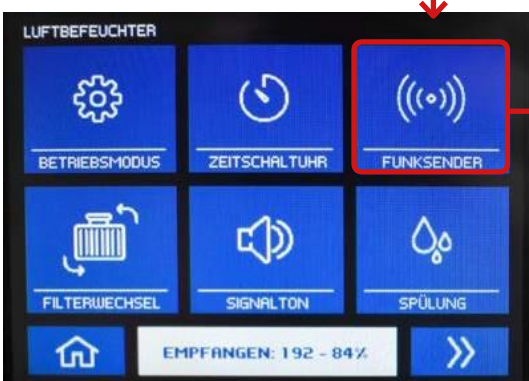 LUFTBEFEUCHTER
BETRIEBSMODUS ZEITSCHALTUHR FUNKSENDER
FILTERWECHSEL SIGNALTON SPÜLUNG
EMPFANGEN: 192 - 84%